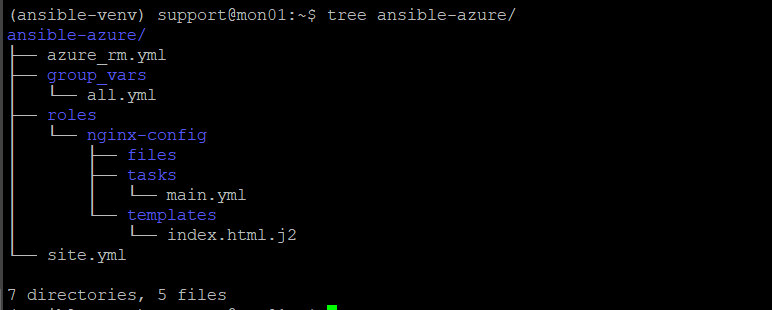 (ansible-venv) support@mon01:~$ tree ansible-azure/
ansible-azure/
├── azure_rm.yml
├── group_vars
│   └── all.yml
├── roles
│   └── nginx-config
│       ├── files
│       ├── tasks
│       │   └── main.yml
│       └── templates
│           └── index.html.j2
└── site.yml
7 directories, 5 files